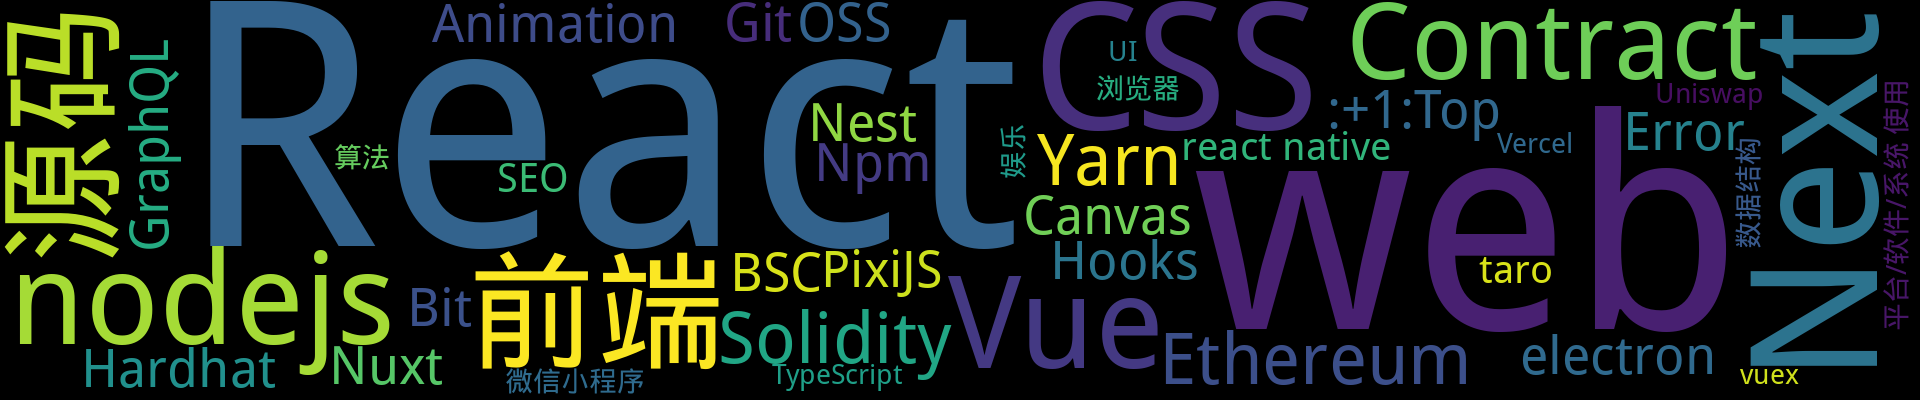 源码
GraphQL
React
Animation
Git
OSS
CSS
UI
浏览器
Contract
Next
:+1:Top
Uniswap
Error
Vercel
平台/软件/系统 使用
数据结构
Nest
Npm
算法
SEO
娱乐
Yarn
react native
web
Canvas
Hooks
taro
nodejs
Bit
前端
BSC
PixiJS
Vue
Solidity
TypeScript
Ethereum
electron
vuex
Hardhat
Nuxt
微信小程序